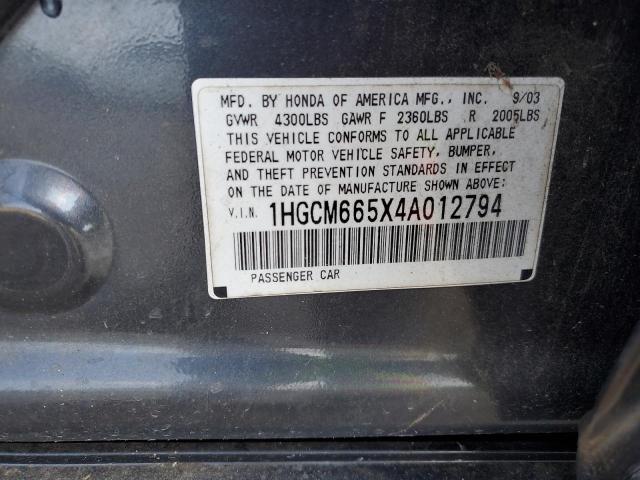 MFD. BY HONDA OF AMERICA MFG., INC. 9/03
GVWR 4300LBS GAWR F 2360LBS R 2005LBS
THIS VEHICLE CONFORMS TO ALL APPLICABLE
FEDERAL MOTOR VEHICLE SAFETY, BUMPER,
AND THEFT PREVENTION STANDARDS IN EFFECT
ON THE DATE OF MANUFACTURE SHOWN ABOVE:
V.I.N. 1HGCM665X4A012794
PASSENGER CAR